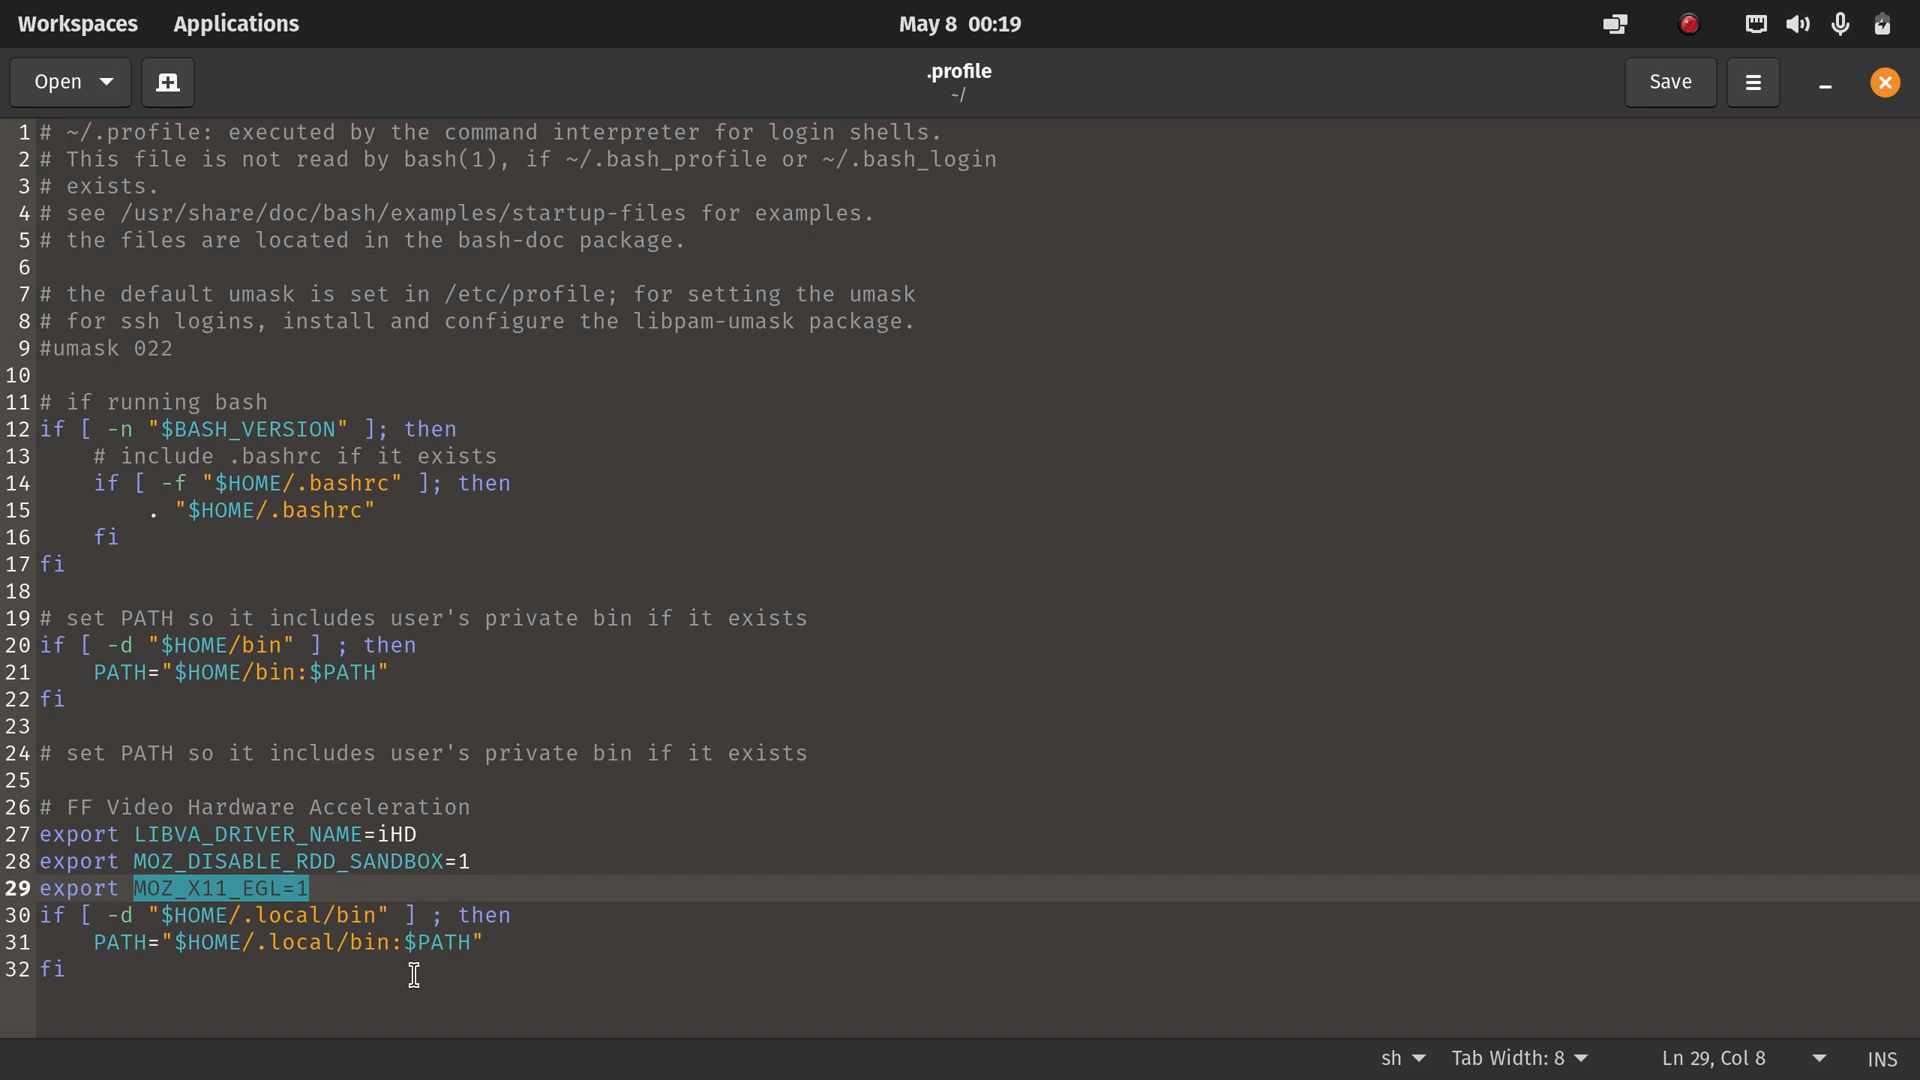 Workspaces Applications May 8 00:19
Open .profile Save
~/
1 # ~/.profile: executed by the command interpreter for login shells.
2 # This file is not read by bash(1), if ~/.bash_profile or ~/.bash_login
3 # exists.
4 # see /usr/share/doc/bash/examples/startup-files for examples.
5 # the files are located in the bash-doc package.
6
7 # the default umask is set in /etc/profile; for setting the umask
8 # for ssh logins, install and configure the libpam-umask package.
9 #umask 022
10
11 # if running bash
12 if [ -n "$BASH_VERSION" ]; then
13     # include .bashrc if it exists
14     if [ -f "$HOME/.bashrc" ]; then
15         . "$HOME/.bashrc"
16     fi
17 fi
18
19 # set PATH so it includes user's private bin if it exists
20 if [ -d "$HOME/bin" ] ; then
21     PATH="$HOME/bin:$PATH"
22 fi
23
24 # set PATH so it includes user's private bin if it exists
25
26 # FF Video Hardware Acceleration
27 export LIBVA_DRIVER_NAME=iHD
28 export MOZ_DISABLE_RDD_SANDBOX=1
29 export MOZ_X11_EGL=1
30 if [ -d "$HOME/.local/bin" ] ; then
31     PATH="$HOME/.local/bin:$PATH"
32 fi
sh Tab Width: 8 Ln 29, Col 8 INS